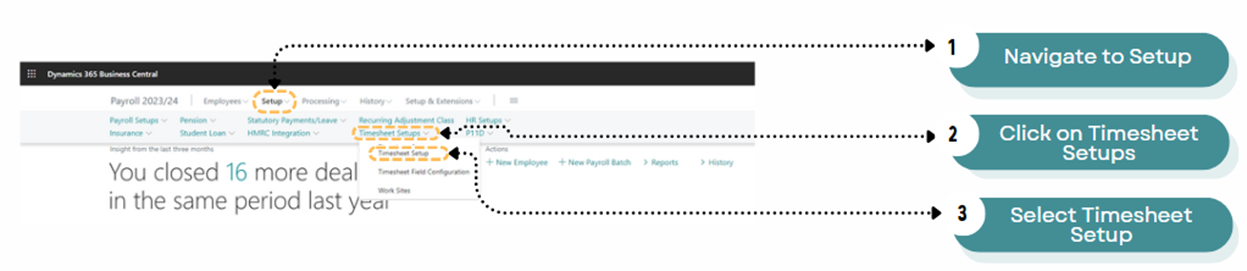 1
Navigate to Setup
Dynamics 365 Business Central
Payroll 2023/24 Employees Setup Processing History Setup & Extensions
Payroll Setups Pension Statutory Payments/Leave Recurring Adjustment Class HR Setups
Insurance Student Loan HMRC Integration Timesheet Setups P11D
2
Click on Timesheet
Setups
Insight from the last three months
Timesheet Setup
Actions
You closed 16 more deal
+ New Employee + New Payroll Batch > Reports > History
Timesheet Field Configuration
in the same period last year
Work Sites
3
Select Timesheet
Setup